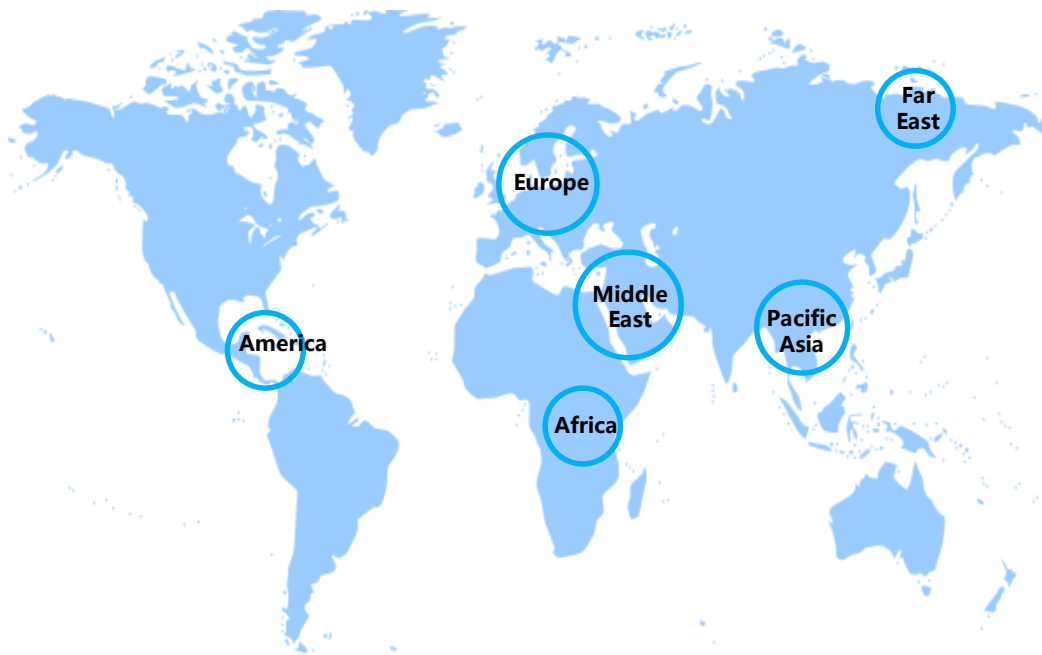 Far
East
Europe
Middle
East
Pacific
Asia
America
Africa